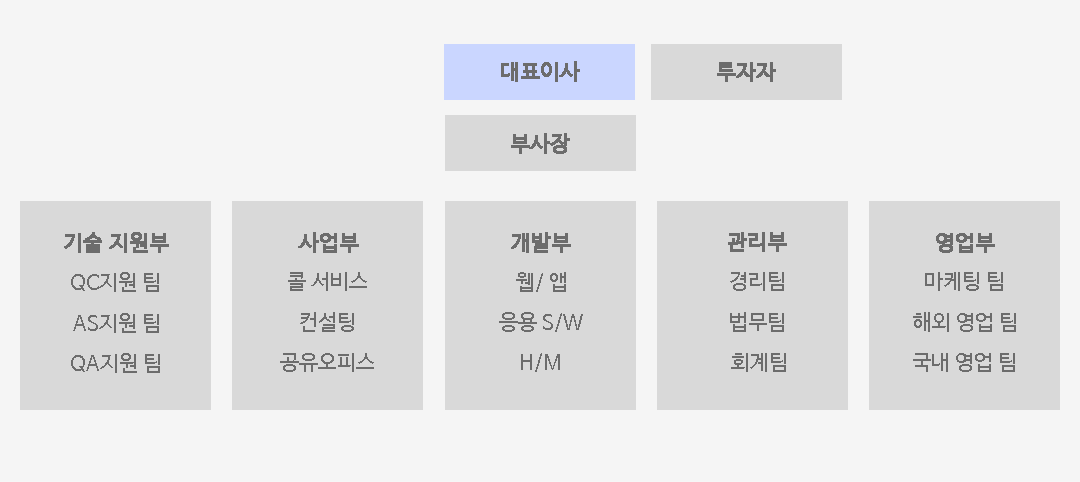 대표이사
투자자
부사장
기술 지원부
QC지원 팀
AS지원 팀
QA지원 팀
사업부
콜 서비스
컨설팅
공유오피스
개발부
웹/ 앱
응용 S/W
H/M
관리부
경리팀
법무팀
회계팀
영업부
마케팅 팀
해외 영업 팀
국내 영업 팀